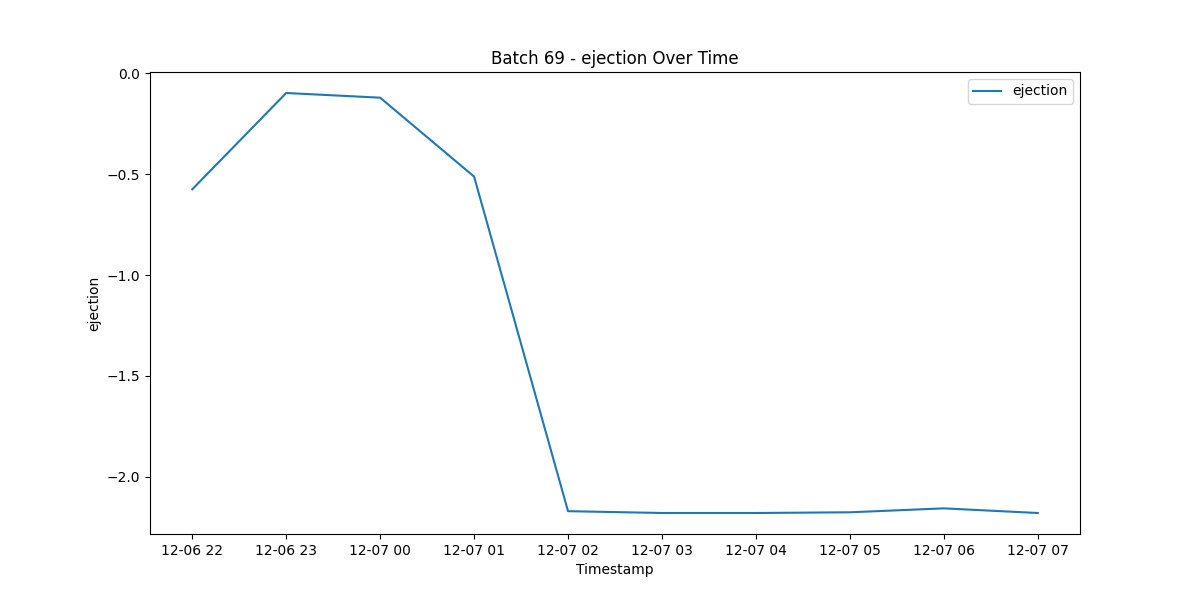 Batch 69 - ejection Over Time
ejection
0.0
−0.5
−1.0
−1.5
−2.0
ejection
12-06 22 12-06 23 12-07 00 12-07 01 12-07 02 12-07 03 12-07 04 12-07 05 12-07 06 12-07 07
Timestamp